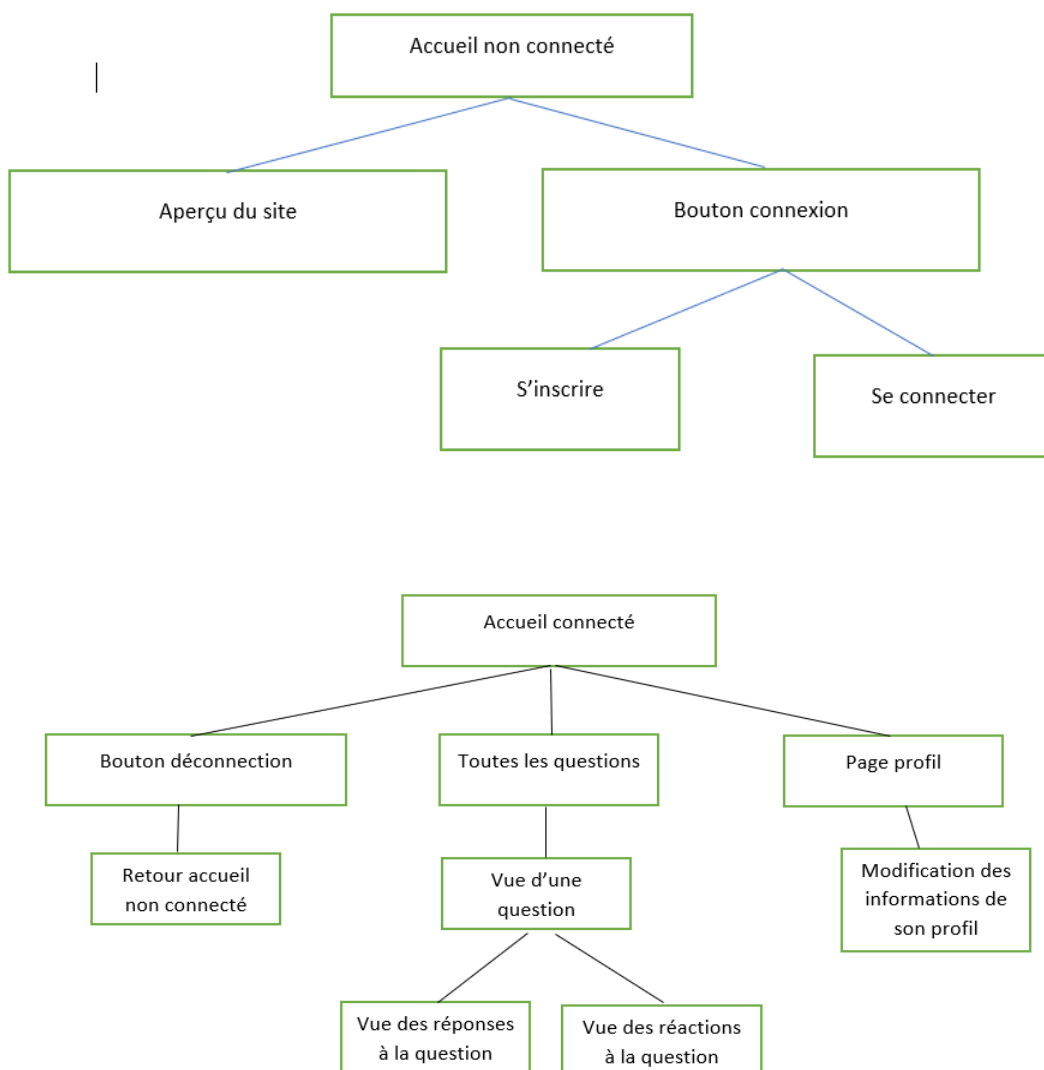 Accueil non connecté
Aperçu du site
Bouton connexion
S’inscrire
Se connecter
Accueil connecté
Bouton déconnection
Toutes les questions
Page profil
Retour accueil
non connecté
Vue d’une
question
Modification des
informations de
son profil
Vue des réponses
à la question
Vue des réactions
à la question